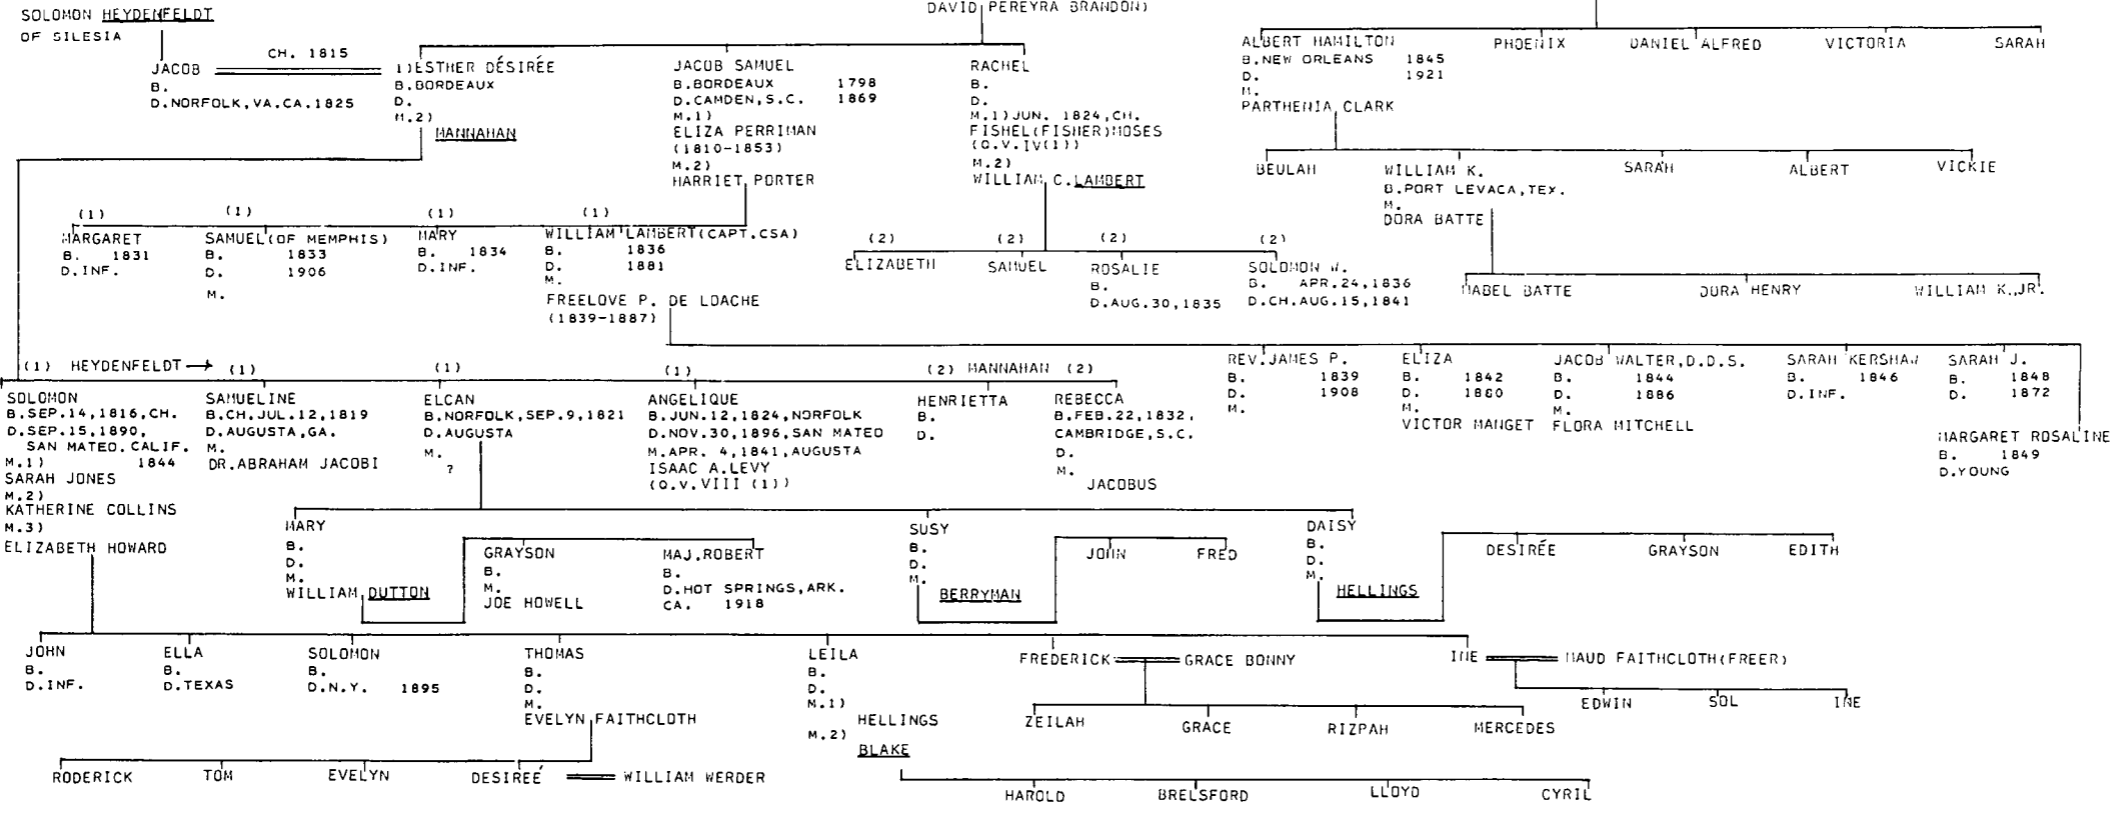 SOLOMON HEYDENFELDT
OF SILESIA
CH. 1815
JACOB
B.
D.NORFOLK,VA.CA.1825
DAVID PEREYRA BRANDON)
1)ESTHER DÉSIRÉE
B.BORDEAUX
D.
M.2)
MANNAHAN
JACOB SAMUEL
B.BORDEAUX 1798
D.CAMDEN,S.C. 1869
M.1)
ELIZA PERRIMAN
(1810-1853)
M.2)
HARRIET PORTER
RACHEL
B.
D.
M.1)JUN. 1824,CH.
FISHEL(FISHER)MOSES
(Q.V.IV(1))
M.2)
WILLIAM C.LAMBERT
ALBERT HAMILTON
B.NEW ORLEANS 1845
D. 1921
M.
PARTHENIA CLARK
PHOENIX
DANIEL ALFRED
VICTORIA
SARAH
BEULAH
WILLIAM K.
B.PORT LEVACA,TEX.
M.
DORA BATTE
SARAH
ALBERT
VICKIE
MABEL BATTE
DORA HENRY
WILLIAM K.,JR.
(1)
MARGARET
B. 1831
D.INF.
(1)
SAMUEL(OF MEMPHIS)
B. 1833
D. 1906
M.
(1)
MARY
B. 1834
D.INF.
(1)
WILLIAM LAMBERT(CAPT.CSA)
B. 1836
D. 1881
M.
FREELOVE P. DE LOACHE
(1839-1887)
(2)
ELIZABETH
(2)
SAMUEL
(2)
ROSALIE
B.
D.AUG.30,1835
(2)
SOLOMON W.
B. APR.24,1836
D.CH.AUG.15,1841
REV.JAMES P.
B. 1839
D. 1908
M.
ELIZA
B. 1842
D. 1880
M.
VICTOR MANGET
JACOB WALTER,D.D.S.
B. 1844
D. 1886
M.
FLORA MITCHELL
SARAH KERSHAW
B. 1846
D.INF.
SARAH J.
B. 1848
D. 1872
MARGARET ROSALINE
B. 1849
D.YOUNG
(1) HEYDENFELDT→
SOLOMON
B.SEP.14,1816,CH.
D.SEP.15,1890,
SAN MATEO.CALIF.
M.1) 1844
SARAH JONES
M.2)
KATHERINE COLLINS
M.3)
ELIZABETH HOWARD
(1)
SAMUELINE
B.CH.JUL.12,1819
D.AUGUSTA,GA.
M.
DR.ABRAHAM JACOBI
(1)
ELCAN
B.NORFOLK,SEP.9,1821
D.AUGUSTA
M.
?
(1)
ANGELIQUE
B.JUN.12,1824,NORFOLK
D.NOV.30,1896,SAN MATEO
M.APR. 4,1841,AUGUSTA
ISAAC A.LEVY
(Q.V.VIII (1))
(2) MANNAHAN (2)
HENRIETTA
B.
D.
REBECCA
B.FEB.22,1832,
CAMBRIDGE,S.C.
D.
M.
JACOBUS
MARY
B.
D.
M.
WILLIAM DUTTON
GRAYSON
B.
M.
JOE HOWELL
MAJ.ROBERT
B.
D.HOT SPRINGS,ARK.
CA. 1918
SUSY
B.
D.
M.
BERRYMAN
JOHN
FRED
DAISY
B.
D.
M.
HELLINGS
DESIRÉE
GRAYSON
EDITH
JOHN
B.
D.INF.
ELLA
B.
D.TEXAS
SOLOMON
B.
D.N.Y. 1895
THOMAS
B.
D.
M.
EVELYN FAITHCLOTH
LEILA
B.
D.
M.1)
HELLINGS
M.2)
BLAKE
FREDERICK
GRACE BONNY
INE
MAUD FAITHCLOTH(FREER)
EDWIN
SOL
INE
ZEILAH
GRACE
RIZPAH
MERCEDES
RODERICK
TOM
EVELYN
DESIREÉ
WILLIAM WERDER
HAROLD
BRELSFORD
LLOYD
CYRIL